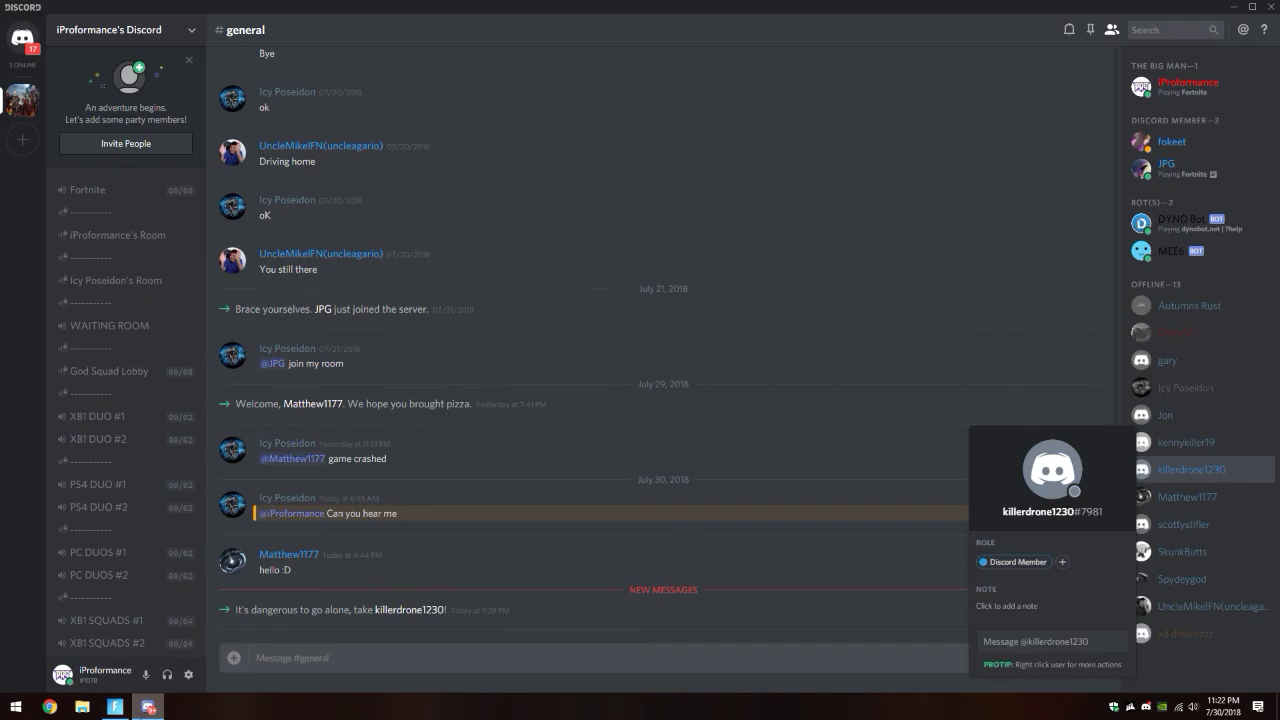 DISCORD
17
3 ONLINE
iProformance's Discord
An adventure begins.
Let's add some party members!
Invite People
Fortnite 00/08
-----------
iProformance's Room
-----------
Icy Poseidon's Room
-----------
WAITING ROOM
-----------
God Squad Lobby 00/08
-----------
XB1 DUO #1 00/02
XB1 DUO #2 00/02
-----------
PS4 DUO #1 00/02
PS4 DUO #2 00/02
-----------
PC DUOS #1 00/02
PC DUOS #2 00/02
-----------
XB1 SQUADS #1 00/04
XB1 SQUADS #2 00/04
iProformance
#1078
# general
Search
Bye
Icy Poseidon 07/20/2018
ok
UncleMikelFN(uncleagario) 07/20/2018
Driving home
Icy Poseidon 07/20/2018
oK
UncleMikelFN(uncleagario) 07/20/2018
You still there
July 21, 2018
Brace yourselves. JPG just joined the server. 07/21/2018
Icy Poseidon 07/21/2018
@JPG join my room
July 29, 2018
Welcome, Matthew1177. We hope you brought pizza. Yesterday at 7:41 PM
Icy Poseidon Yesterday at 11:13 PM
@Matthew1177 game crashed
July 30, 2018
Icy Poseidon Today at 6:53 AM
@iProformance Can you hear me
Matthew1177 Today at 4:44 PM
hello :D
NEW MESSAGES
It's dangerous to go alone, take killerdrone1230! Today at 7:28 PM
Message #general
THE BIG MAN—1
iProformance
Playing Fortnite
DISCORD MEMBER—2
fokeet
JPG
Playing Fortnite
BOT(S)—2
DYNO Bot BOT
Playing dynobot.net | ?help
MEE6 BOT
OFFLINE—13
Autumns Rust
gary
Icy Poseidon
Jon
kennykiller19
killerdrone1230
Matthew1177
scottystifler
SkunkButts
Spydeygod
UncleMikelFN(uncleaga...
xd dreamzzz
killerdrone1230#7981
ROLE
Discord Member
NOTE
Click to add a note
Message @killerdrone1230
PROTIP: Right click user for more actions
11:22 PM
7/30/2018